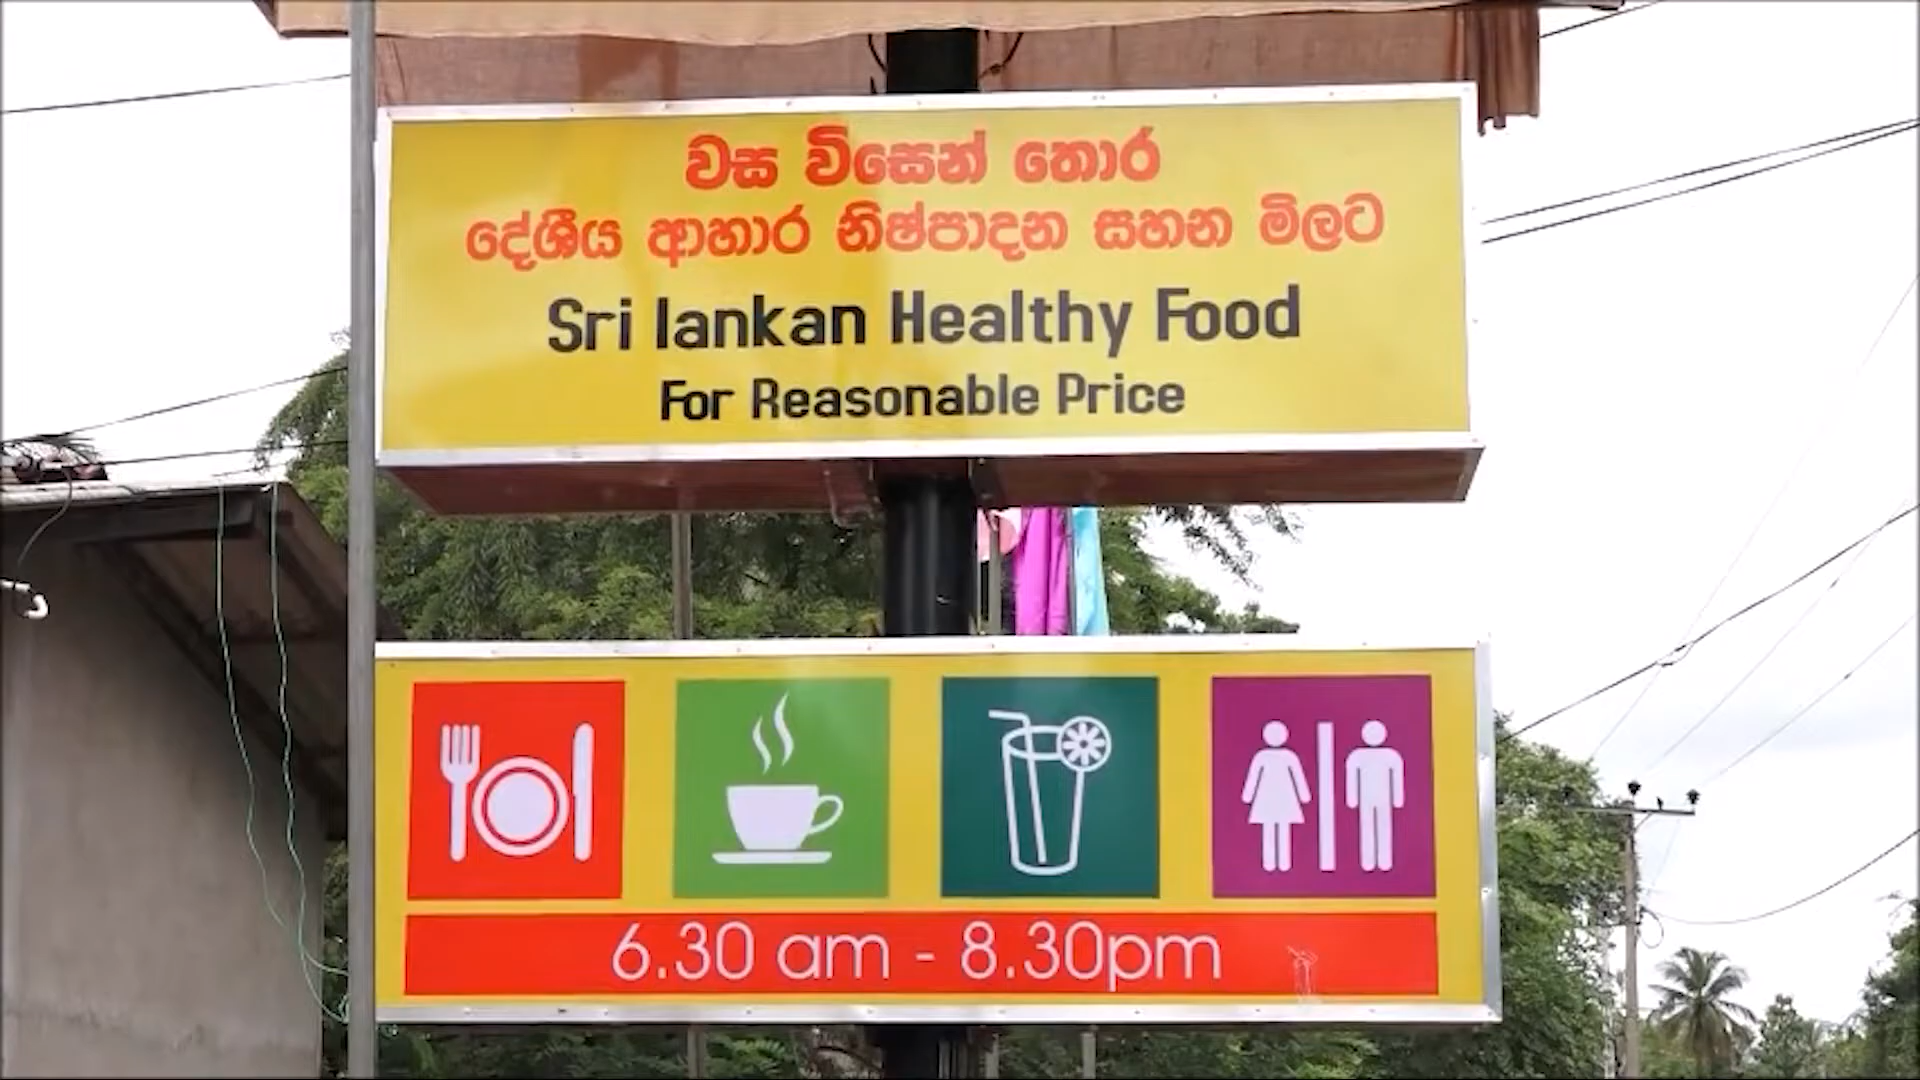 වස විසෙන් තොර
දේශීය ආහාර නිෂ්පාදන සහන මිලට
Sri lankan Healthy Food
For Reasonable Price
6.30 am - 8.30pm